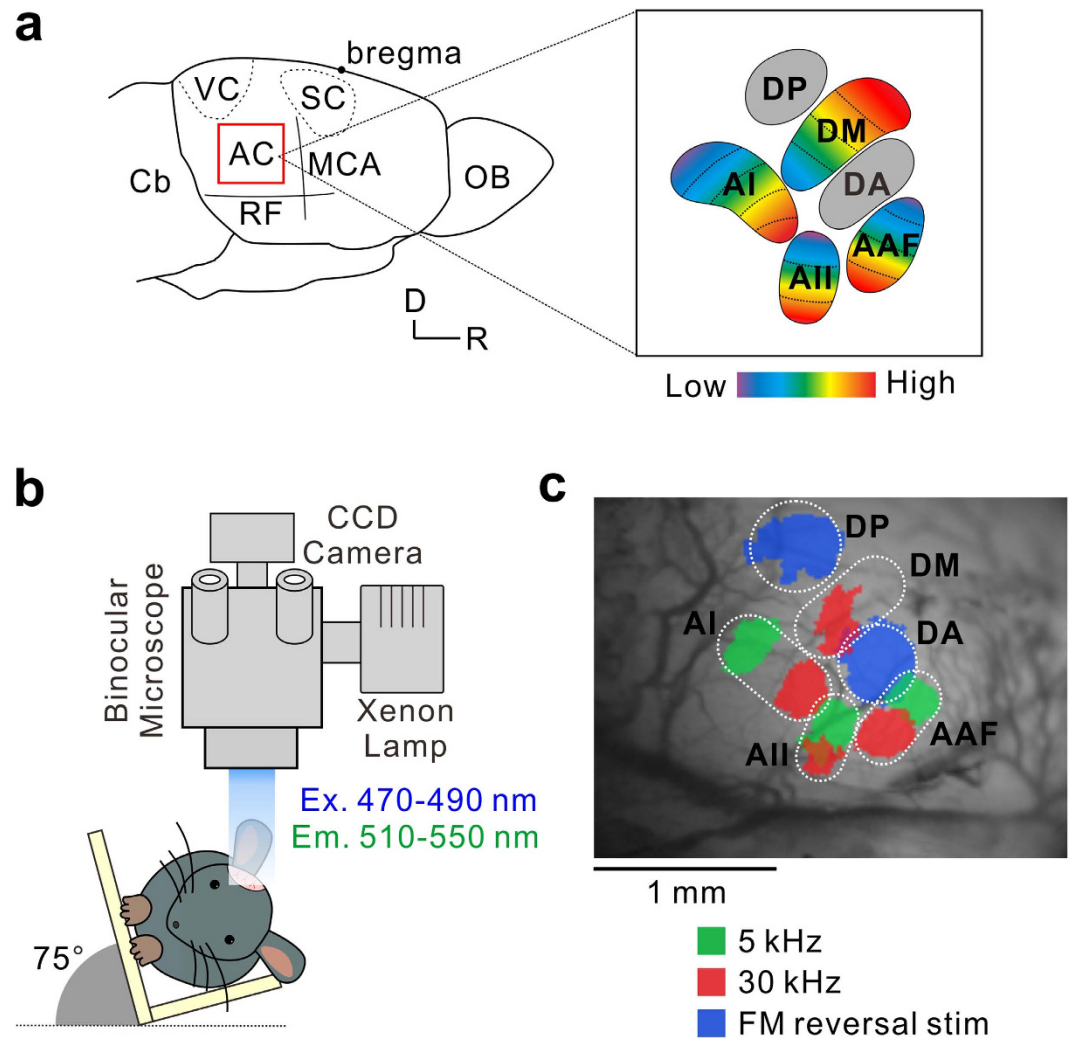 a
bregma
VC
SC
AC
MCA
Cb
OB
RF
D
R
DP
DM
AI
DA
AAF
AII
Low
High
b
CCD
Camera
Binocular
Microscope
Xenon
Lamp
Ex. 470-490 nm
Em. 510-550 nm
75°
c
DP
DM
AI
DA
AII
AAF
1 mm
5 kHz
30 kHz
FM reversal stim